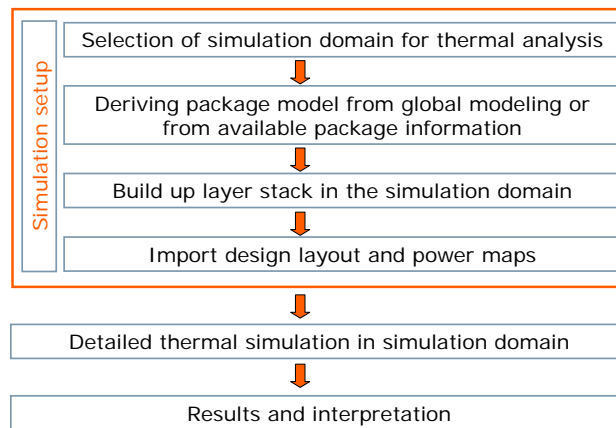 Simulation setup
Selection of simulation domain for thermal analysis
Deriving package model from global modeling or
from available package information
Build up layer stack in the simulation domain
Import design layout and power maps
Detailed thermal simulation in simulation domain
Results and interpretation